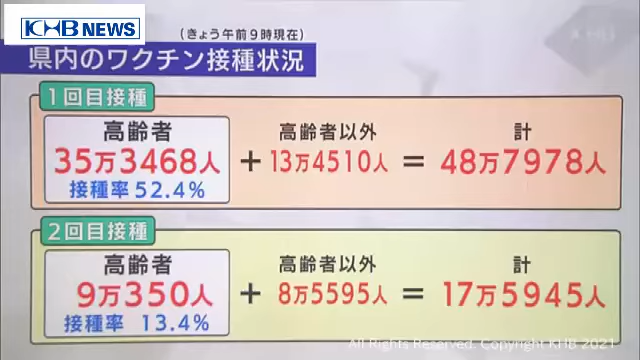 KHB NEWS
(きょう午前9時現在)
県内のワクチン接種状況
1回目接種
高齢者 高齢者以外 計
35万3468人 + 13万4510人 = 48万7978人
接種率52.4%
2回目接種
高齢者 高齢者以外 計
9万350人 + 8万5595人 = 17万5945人
接種率 13.4%
All Rights Reserved. Copyright KHB 2021